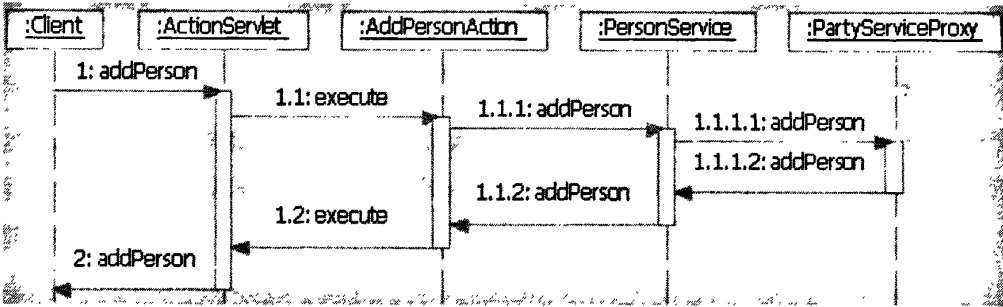 :Client :ActionServlet :AddPersonAction :PersonService :PartyServiceProxy
1: addPerson
1.1: execute
1.1.1: addPerson
1.1.1.1: addPerson
1.1.1.2: addPerson
1.1.2: addPerson
1.2: execute
2: addPerson